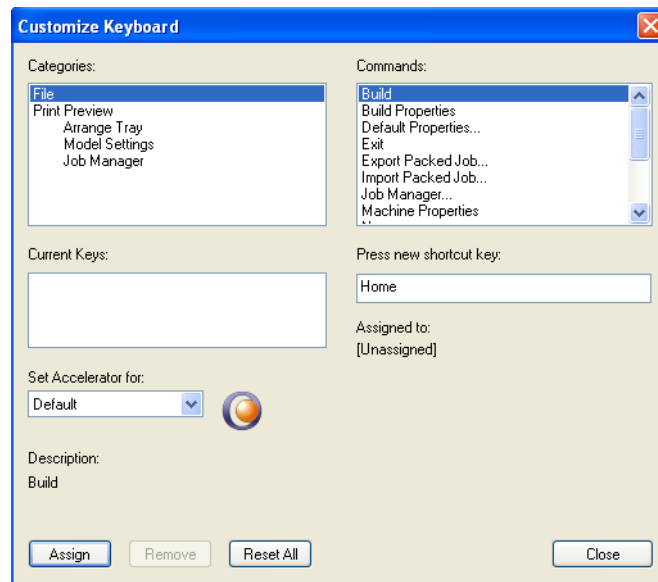 Customize Keyboard
Categories:
File
Print Preview
Arrange Tray
Model Settings
Job Manager
Commands:
Build
Build Properties
Default Properties...
Exit
Export Packed Job...
Import Packed Job...
Job Manager...
Machine Properties
Current Keys:
Press new shortcut key:
Home
Assigned to:
[Unassigned]
Set Accelerator for:
Default
Description:
Build
Assign
Remove
Reset All
Close